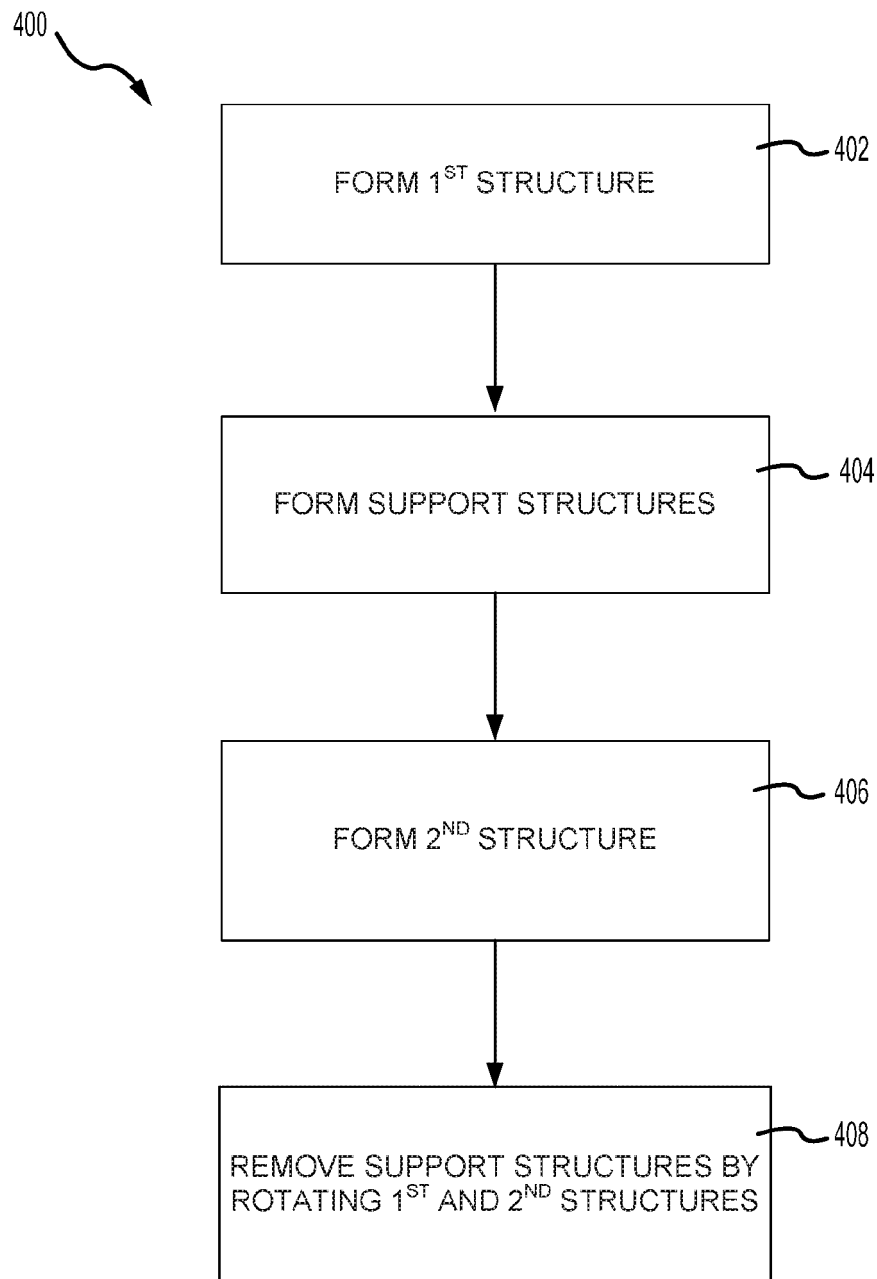 400
402
FORM 1ST STRUCTURE
404
FORM SUPPORT STRUCTURES
406
FORM 2ND STRUCTURE
408
REMOVE SUPPORT STRUCTURES BY
ROTATING 1ST AND 2ND STRUCTURES